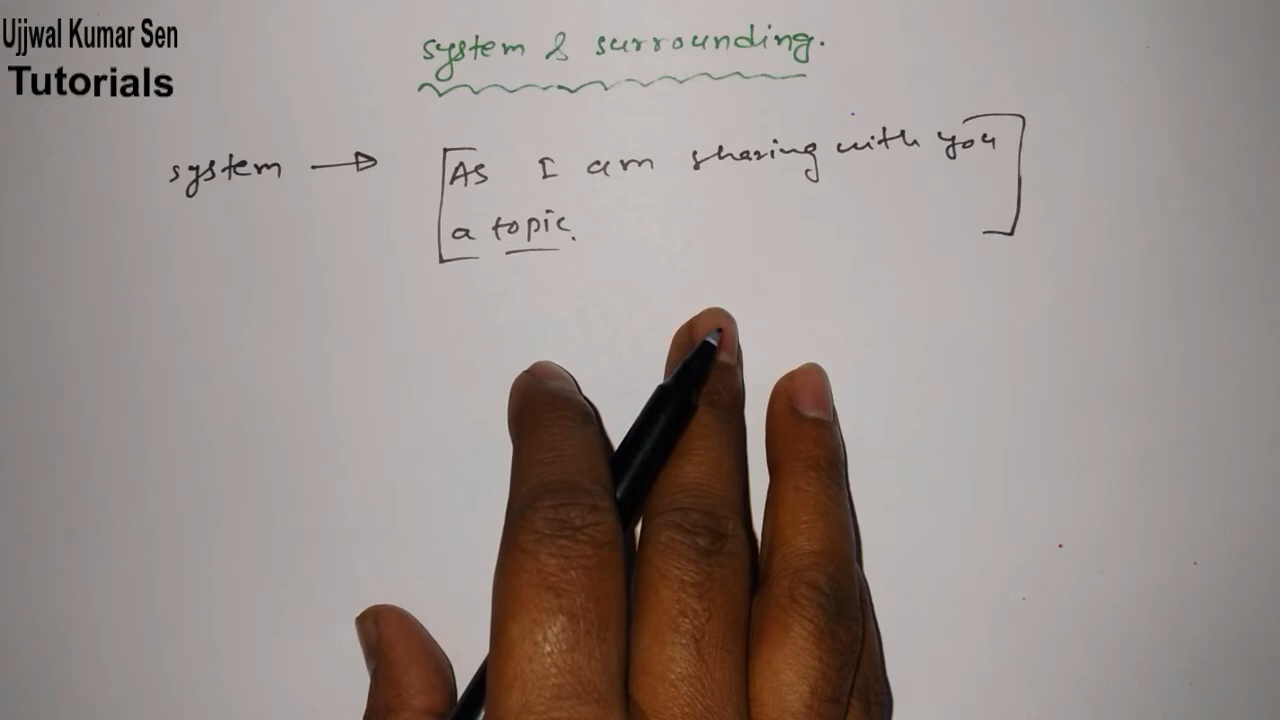 Ujjwal Kumar Sen
Tutorials
system & surrounding.
system → [As I am sharing with you
a topic.]